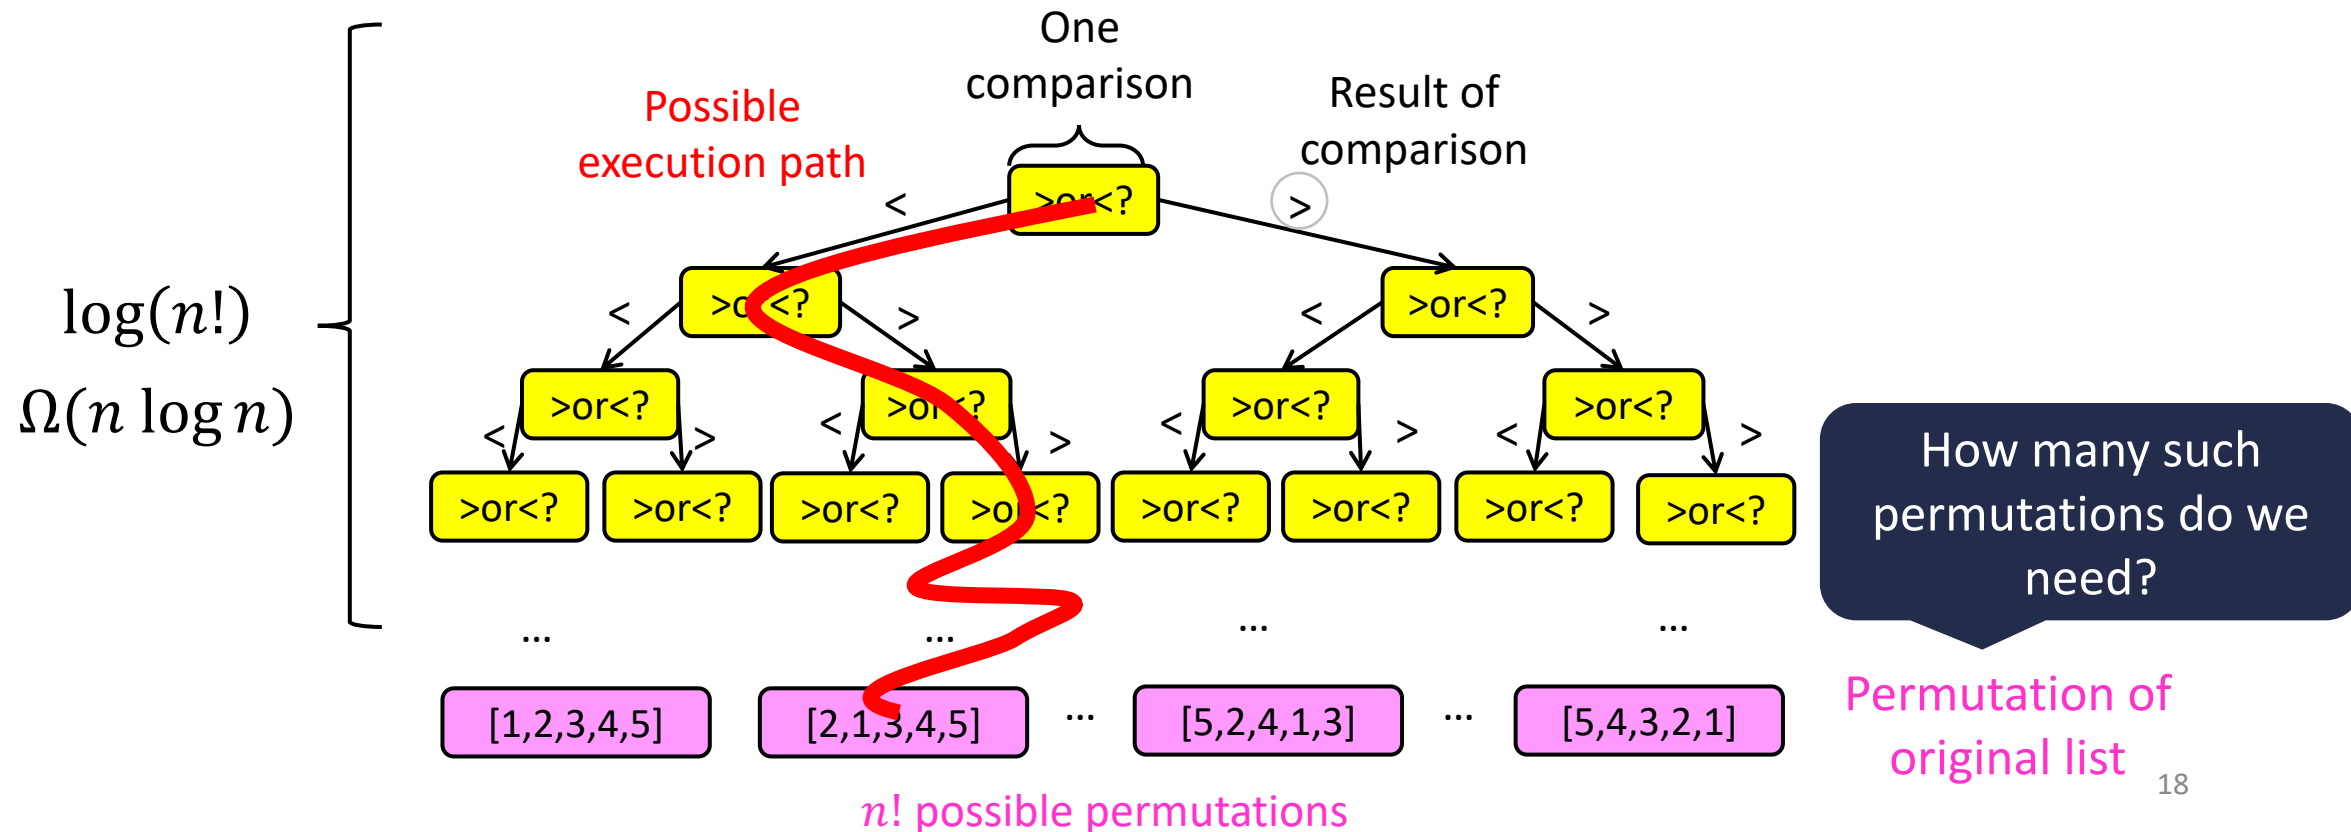 One
comparison
Possible
execution path
Result of
comparison
>or<?
<
>
>or<?
>or<?
<
>
<
>
log(n!)
Ω(n log n)
>or<?
>or<?
>or<?
>or<?
<
>
<
>
<
>
<
>
>or<?
>or<?
>or<?
>or<?
>or<?
>or<?
>or<?
>or<?
How many such
permutations do we
need?
...
...
...
...
[1,2,3,4,5]
[2,1,3,4,5]
...
[5,2,4,1,3]
...
[5,4,3,2,1]
Permutation of
original list
18
n! possible permutations